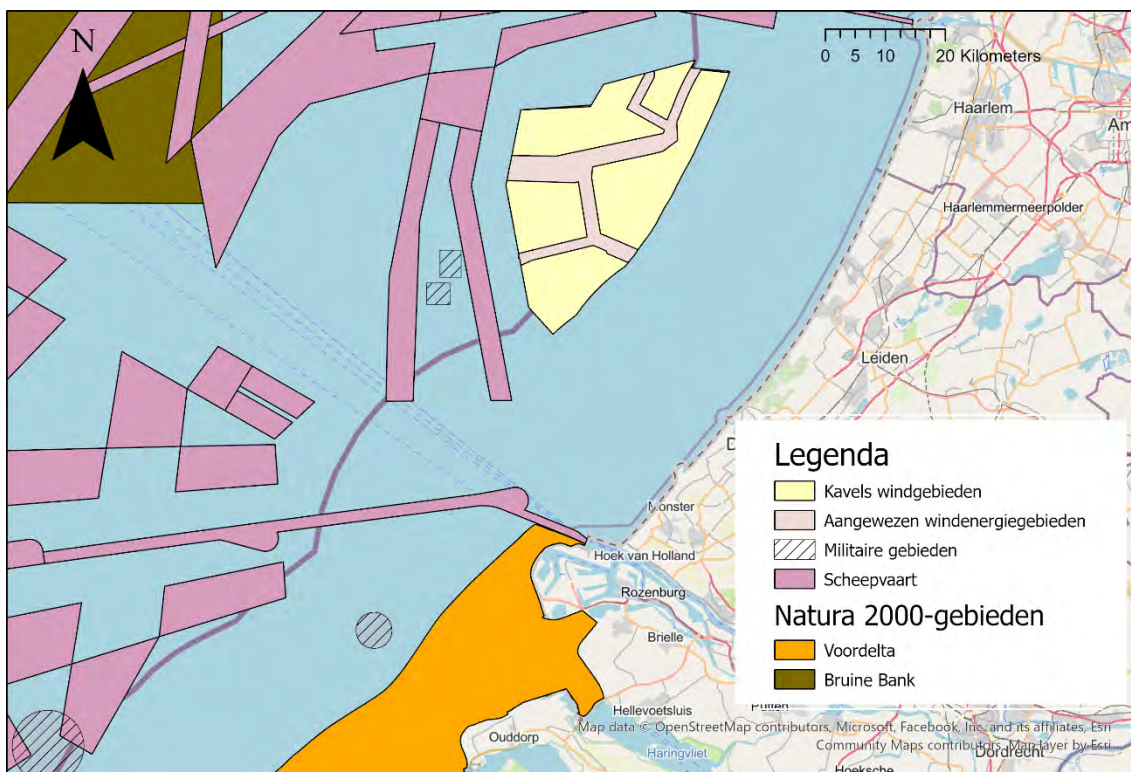 N
0 5 10 20 Kilometers
Haarlem
Am
Haarlemmermeerpolder
Leiden
D
Monster
Hoek van Holland
Rozenburg
Brielle
Hellevoetsluis
Ouddorp
Haringvliet
Putten
Dordrecht
Hoeksche
Legenda
Kavels windgebieden
Aangewezen windenergiegebieden
Militaire gebieden
Scheepvaart
Natura 2000-gebieden
Voordelta
Bruine Bank
Map data © OpenStreetMap contributors, Microsoft, Facebook, Inc. and its affiliates, Esri
Community Maps contributors, Map layer by Esri